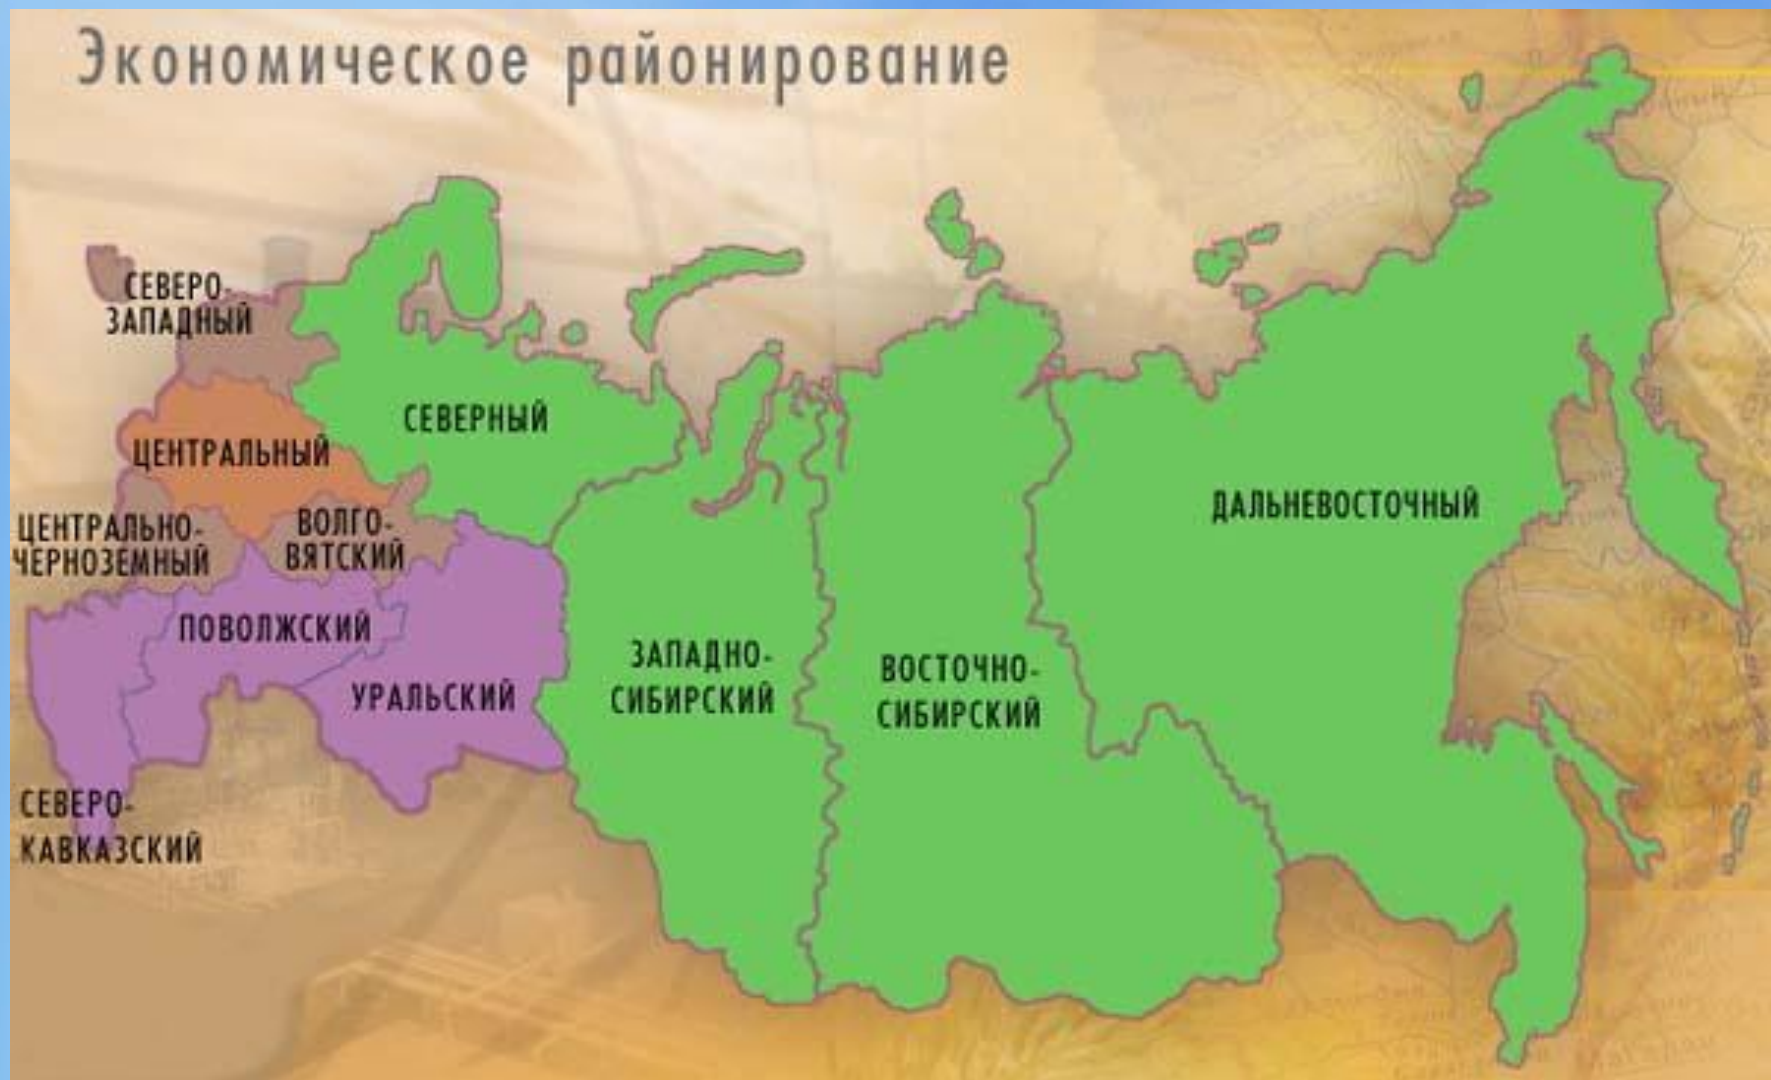 Экономическое районирование
СЕВЕРО-
ЗАПАДНЫЙ
СЕВЕРНЫЙ
ЦЕНТРАЛЬНЫЙ
ЦЕНТРАЛЬНО-
ЧЕРНОЗЕМНЫЙ
ВОЛГО-
ВЯТСКИЙ
ДАЛЬНЕВОСТОЧНЫЙ
ПОВОЛЖСКИЙ
УРАЛЬСКИЙ
ЗАПАДНО-
СИБИРСКИЙ
ВОСТОЧНО-
СИБИРСКИЙ
СЕВЕРО-
КАВКАЗСКИЙ